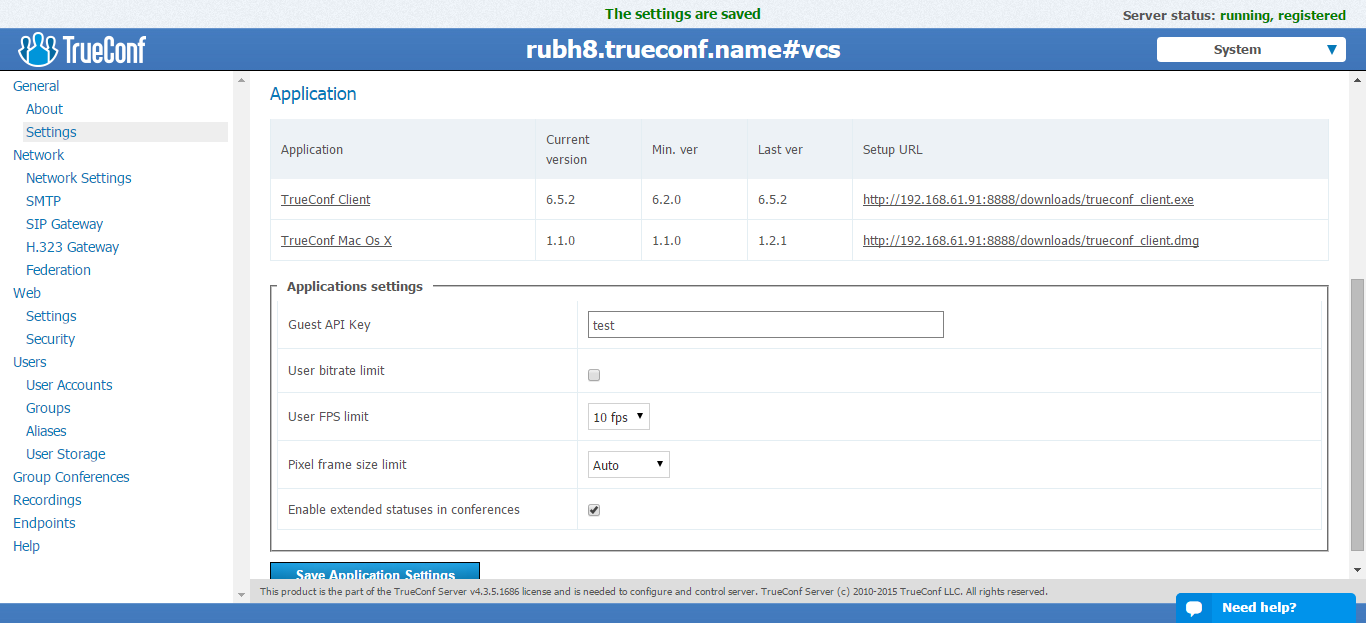 The settings are saved
Server status: running, registered
TrueConf
rubh8.trueconf.name#vcs
System
General
About
Settings
Network
Network Settings
SMTP
SIP Gateway
H.323 Gateway
Federation
Web
Settings
Security
Users
User Accounts
Groups
Aliases
User Storage
Group Conferences
Recordings
Endpoints
Help
Application
Application Current version Min. ver Last ver Setup URL
TrueConf Client 6.5.2 6.2.0 6.5.2 http://192.168.61.91:8888/downloads/trueconf_client.exe
TrueConf Mac Os X 1.1.0 1.1.0 1.2.1 http://192.168.61.91:8888/downloads/trueconf_client.dmg
Applications settings
Guest API Key test
User bitrate limit
User FPS limit 10 fps
Pixel frame size limit Auto
Enable extended statuses in conferences
Save Application Settings
This product is the part of the TrueConf Server v4.3.5.1686 license and is needed to configure and control server. TrueConf Server (c) 2010-2015 TrueConf LLC. All rights reserved.
Need help?